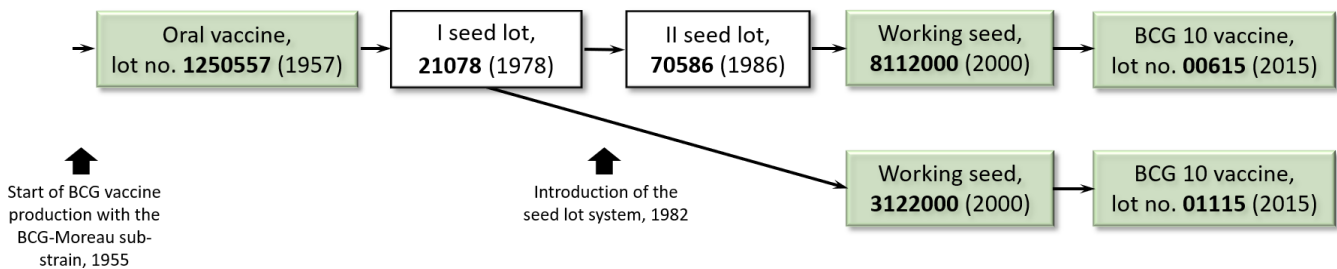 Oral vaccine,
lot no. 1250557 (1957)
I seed lot,
21078 (1978)
II seed lot,
70586 (1986)
Working seed,
8112000 (2000)
BCG 10 vaccine,
lot no. 00615 (2015)
Working seed,
3122000 (2000)
BCG 10 vaccine,
lot no. 01115 (2015)
Start of BCG vaccine
production with the
BCG-Moreau sub-
strain, 1955
Introduction of the
seed lot system, 1982